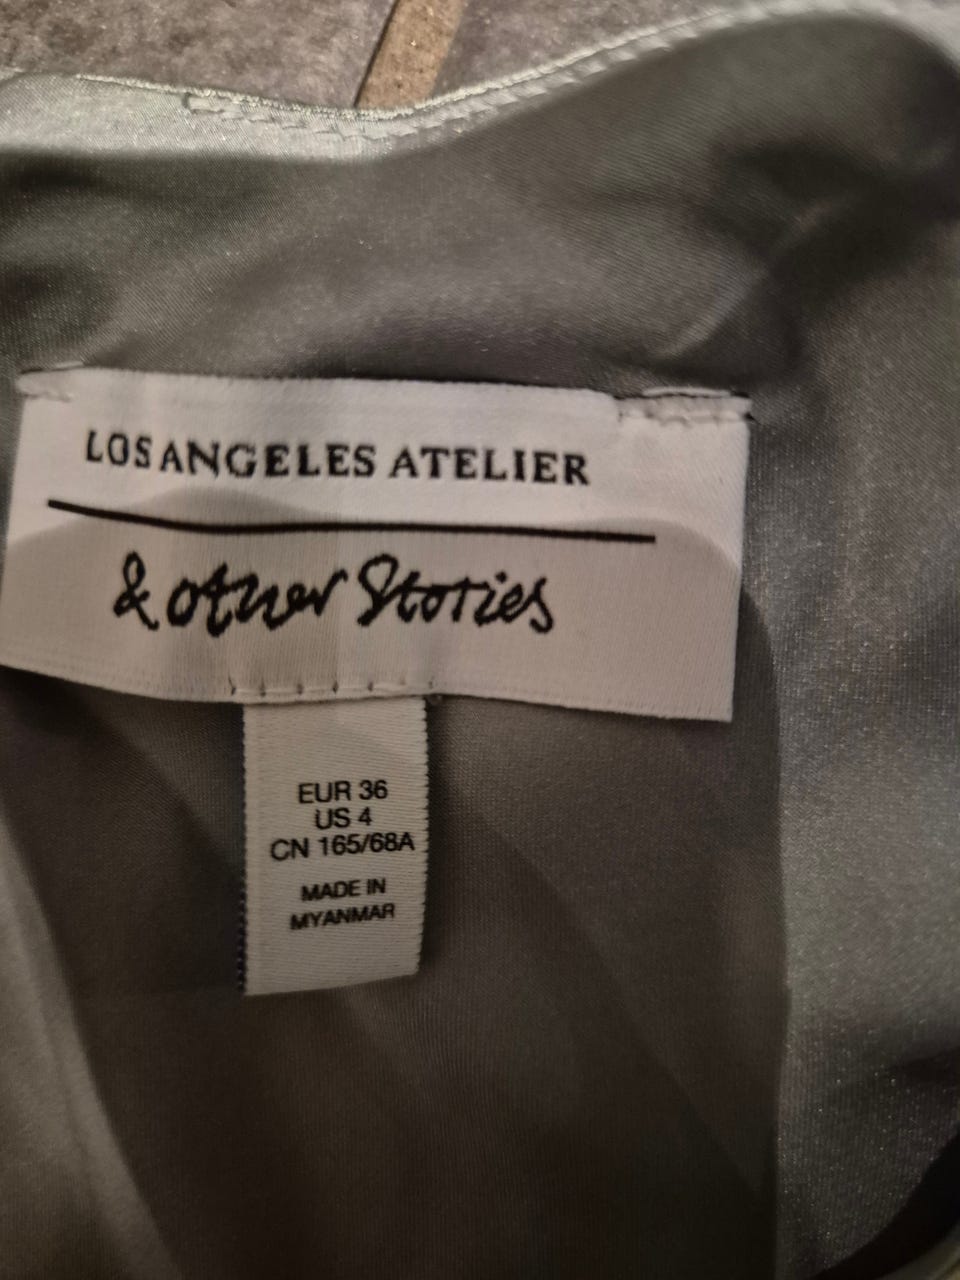 LOS ANGELES ATELIER
& other Stories
EUR 36
US 4
CN 165/68A
MADE IN
MYANMAR